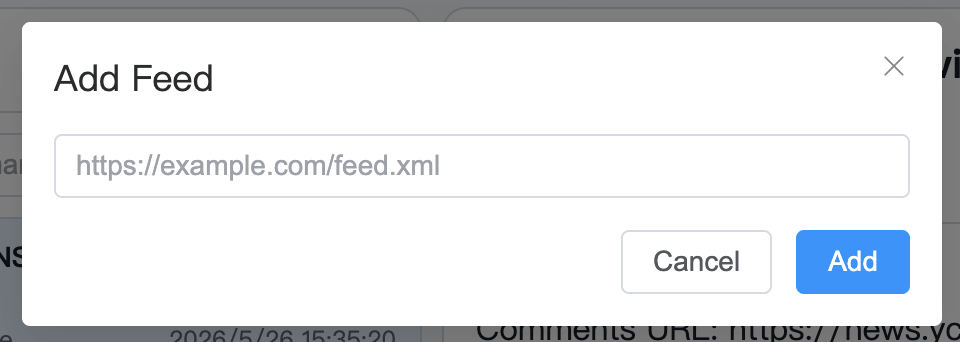 Add Feed
https://example.com/feed.xml
Cancel
Add
2026/5/26 15:35:20
Comments URL: https://news.yc